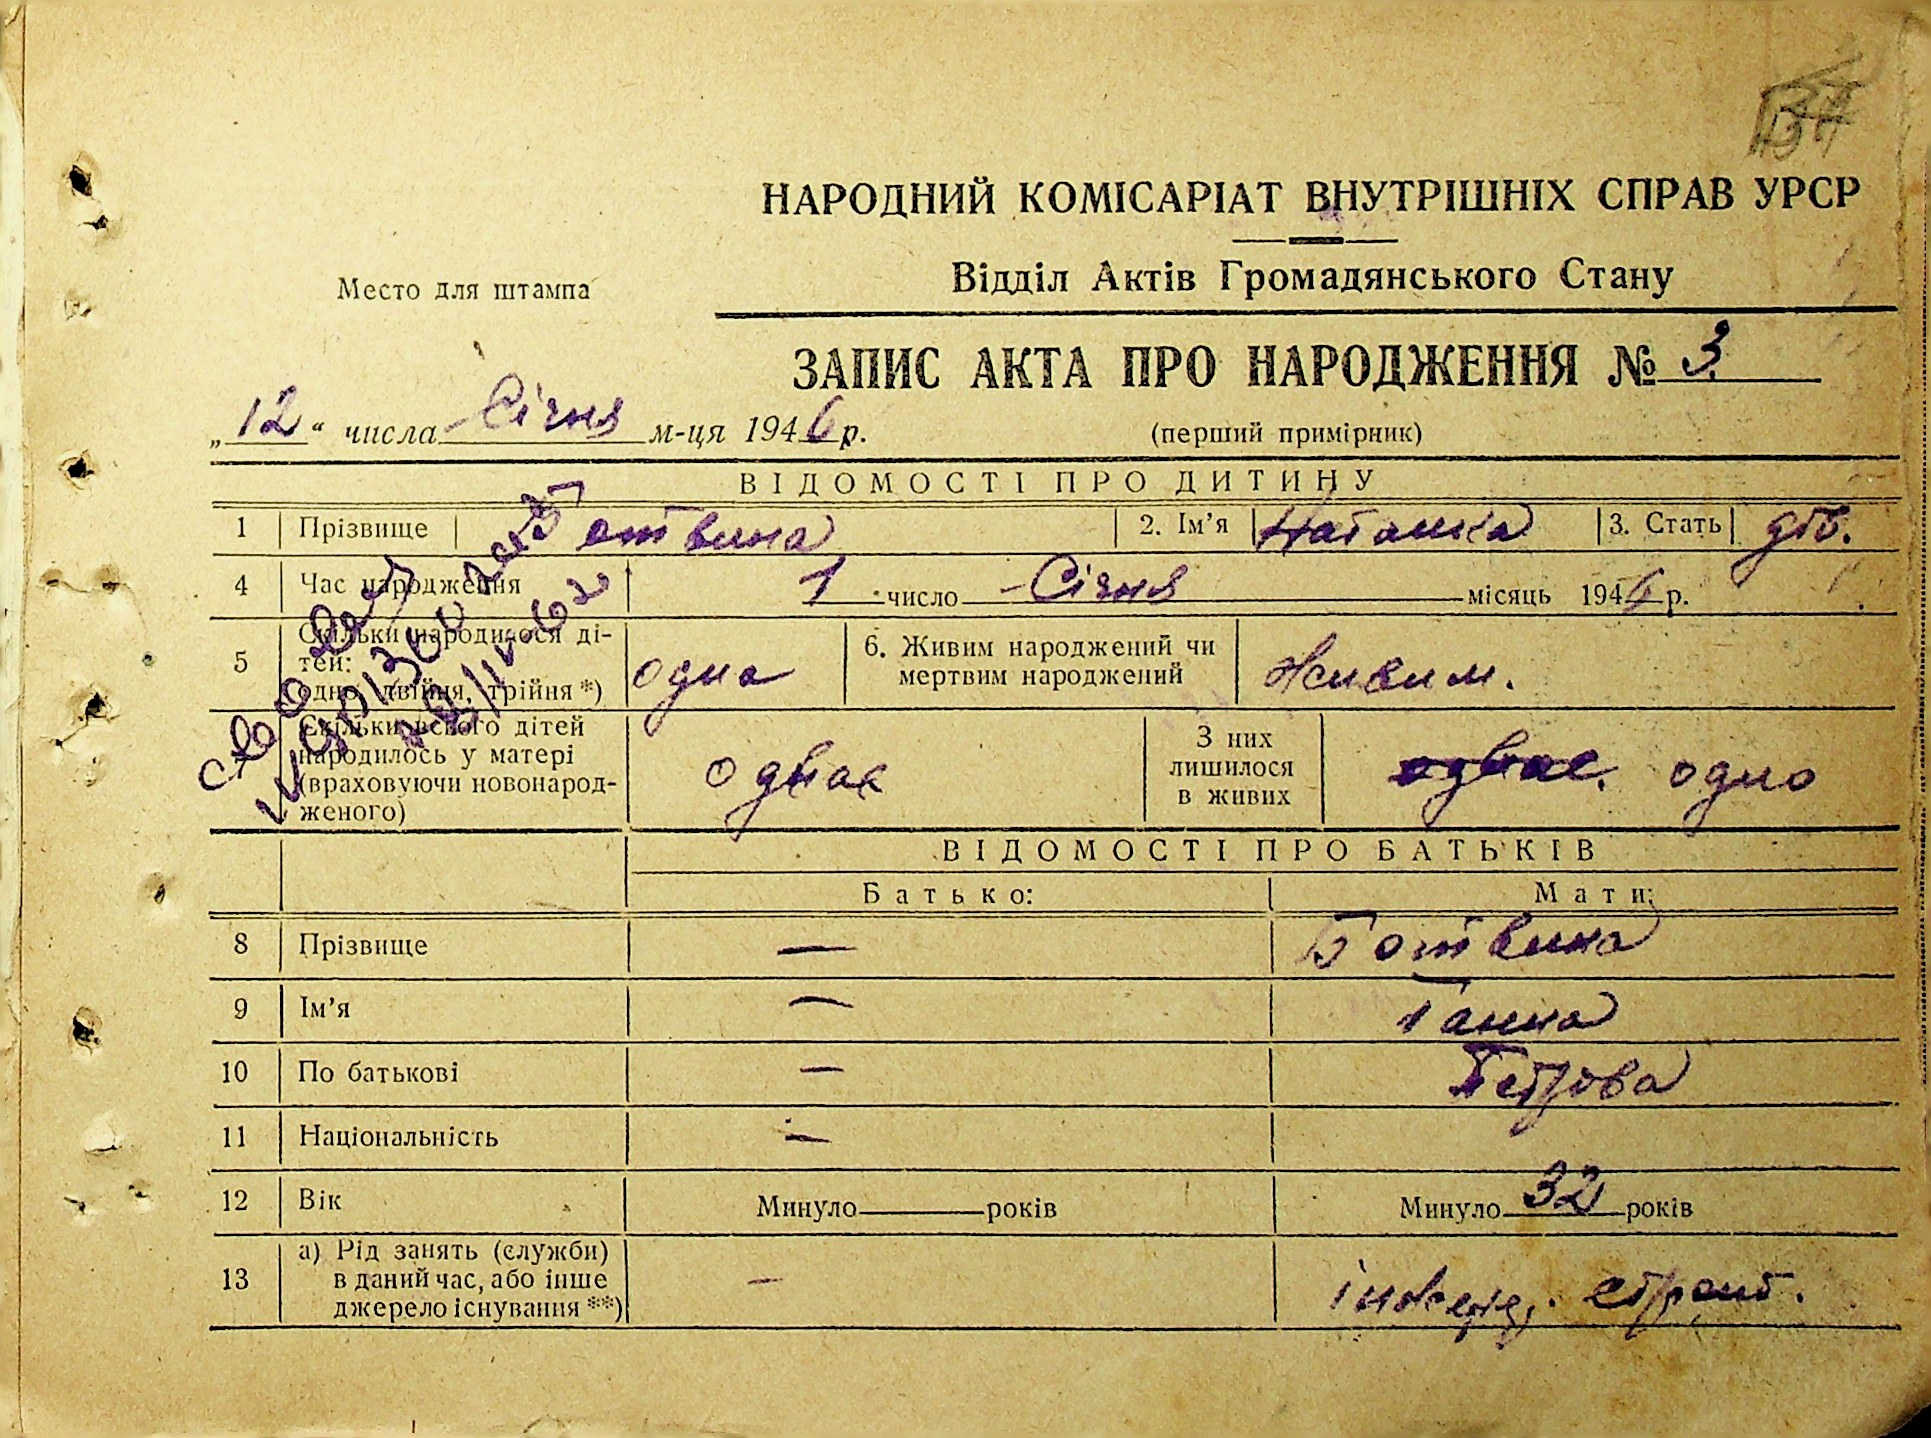 НАРОДНИЙ КОМІСАРІАТ ВНУТРІШНІХ СПРАВ УРСР
Відділ Актів Громадянського Стану
Место для штампа
ЗАПИС АКТА ПРО НАРОДЖЕННЯ № 3
„12“ числа Січня м-ця 1946 р.
(перший примірник)
ВІДОМОСТІ ПРО ДИТИНУ
1 Прізвище Ботвина 2. Ім'я Наталка 3. Стать дів.
4 Час народження 1 число Січня місяць 1946 р.
5 Скільки народилося ді-
тей:
одно, двійня, трійня *) одна
6. Живим народжений чи
мертвим народжений Живим.
Скільки всього дітей
народилось у матері
(враховуючи новонарод-
женого) однае
З них
лишилося
в живих
одно
ВІДОМОСТІ ПРО БАТЬКІВ
Батько: Мати:
8 Прізвище — Ботвина
9 Ім'я — Ганна
10 По батькові — Петрова
11 Національність —
12 Вік Минуло років Минуло 32 років
13 а) Рід занять (служби)
в даний час, або інше
джерело існування **) —